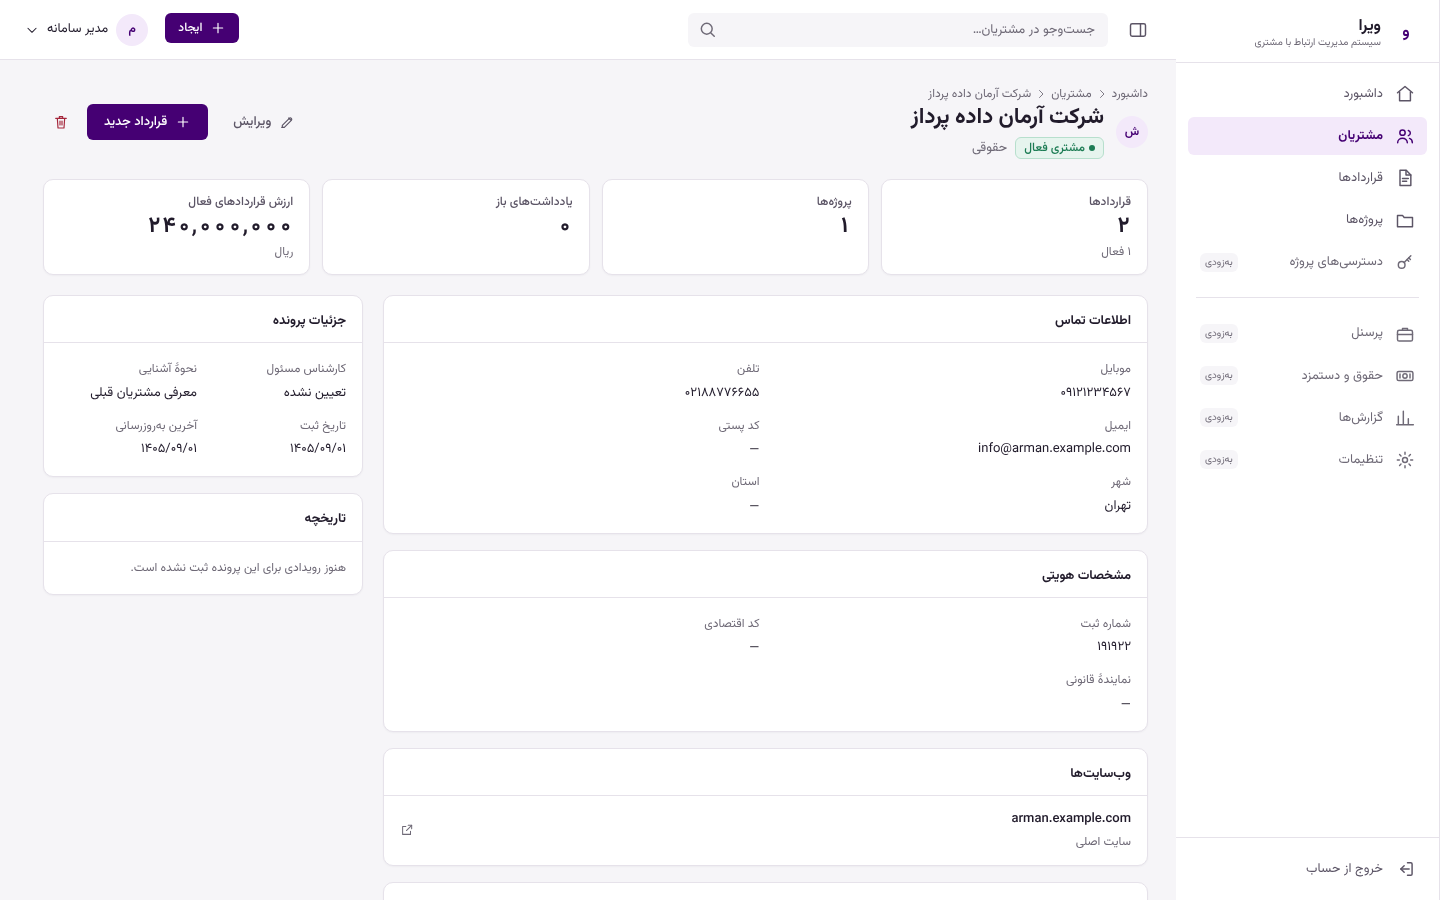 و
ویرا
سیستم مدیریت ارتباط با مشتری
داشبورد
مشتریان
قراردادها
پروژه‌ها
دسترسی‌های پروژه
به‌زودی
پرسنل
به‌زودی
حقوق و دستمزد
به‌زودی
گزارش‌ها
به‌زودی
تنظیمات
به‌زودی
خروج از حساب
جست‌وجو در مشتریان...
ایجاد
م
مدیر سامانه
داشبورد
مشتریان
شرکت آرمان داده پرداز
ش
شرکت آرمان داده پرداز
مشتری فعال
حقوقی
ویرایش
قرارداد جدید
قراردادها
۲
۱ فعال
پروژه‌ها
۱
یادداشت‌های باز
۰
ارزش قراردادهای فعال
۲۴۰,۰۰۰,۰۰۰
ریال
اطلاعات تماس
موبایل
۰۹۱۲۱۲۳۴۵۶۷
تلفن
۰۲۱۸۸۷۷۶۶۵۵
ایمیل
info@arman.example.com
کد پستی
—
شهر
تهران
استان
—
مشخصات هویتی
شماره ثبت
۱۹۱۹۲۲
کد اقتصادی
—
نمایندهٔ قانونی
—
وب‌سایت‌ها
arman.example.com
سایت اصلی
جزئیات پرونده
کارشناس مسئول
تعیین نشده
نحوهٔ آشنایی
معرفی مشتریان قبلی
تاریخ ثبت
۱۴۰۵/۰۹/۰۱
آخرین به‌روزرسانی
۱۴۰۵/۰۹/۰۱
تاریخچه
هنوز رویدادی برای این پرونده ثبت نشده است.